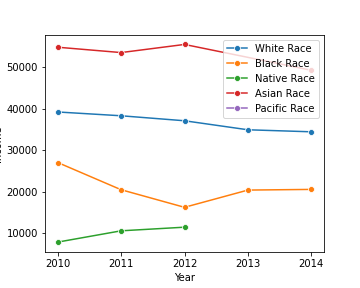 White Race
Black Race
Native Race
Asian Race
Pacific Race
50000
40000
30000
20000
10000
2010 2011 2012 2013 2014
Year